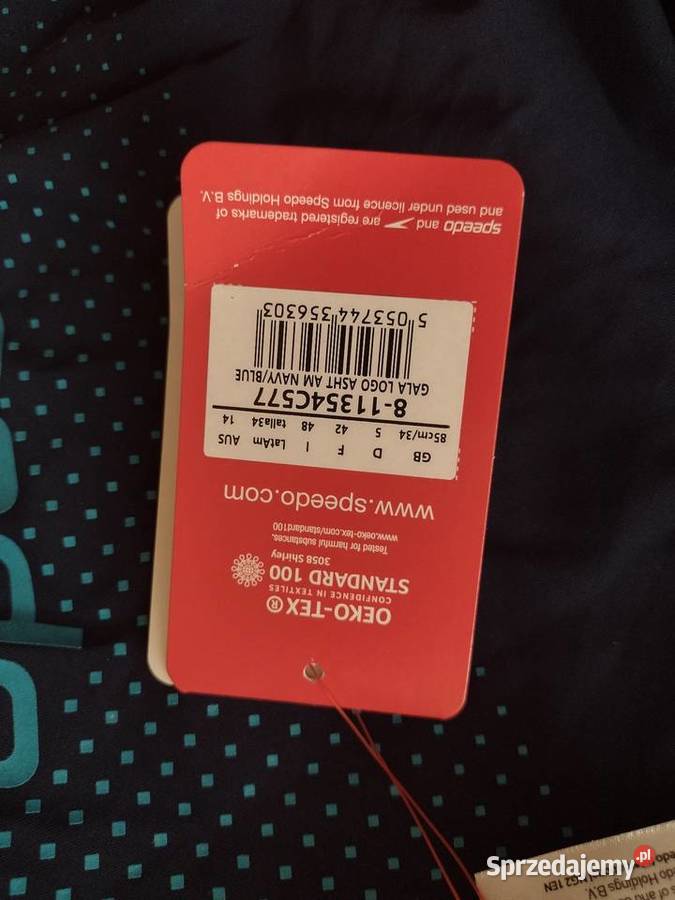 OEKO-TEX®
CONFIDENCE IN TEXTILES
STANDARD 100
3058 Shirley
Tested for harmful substances.
www.oeko-tex.com/standard100
www.speedo.com
GB D F I LatAm AUS
85cm/34 5 42 48 talla34 14
8-11354C577
GALA LOGO ASHT AM NAVY/BLUE
5 053744 356303
speedo and are registered trademarks of
and used under licence from Speedo Holdings B.V.
Holdings B.V.
NG2 1EN
Sprzedajemy.pl